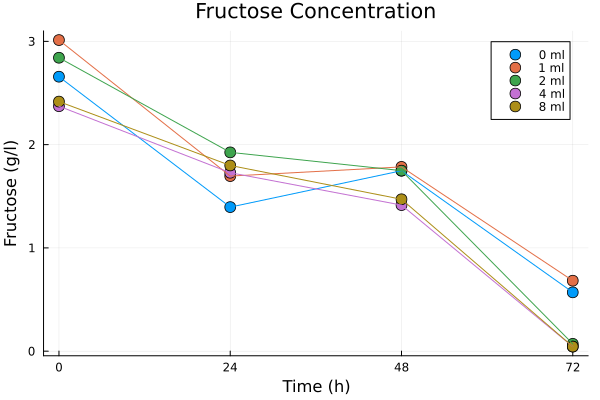 Fructose Concentration
0 ml
1 ml
2 ml
4 ml
8 ml
3
2
1
0
Fructose (g/l)
0 24 48 72
Time (h)